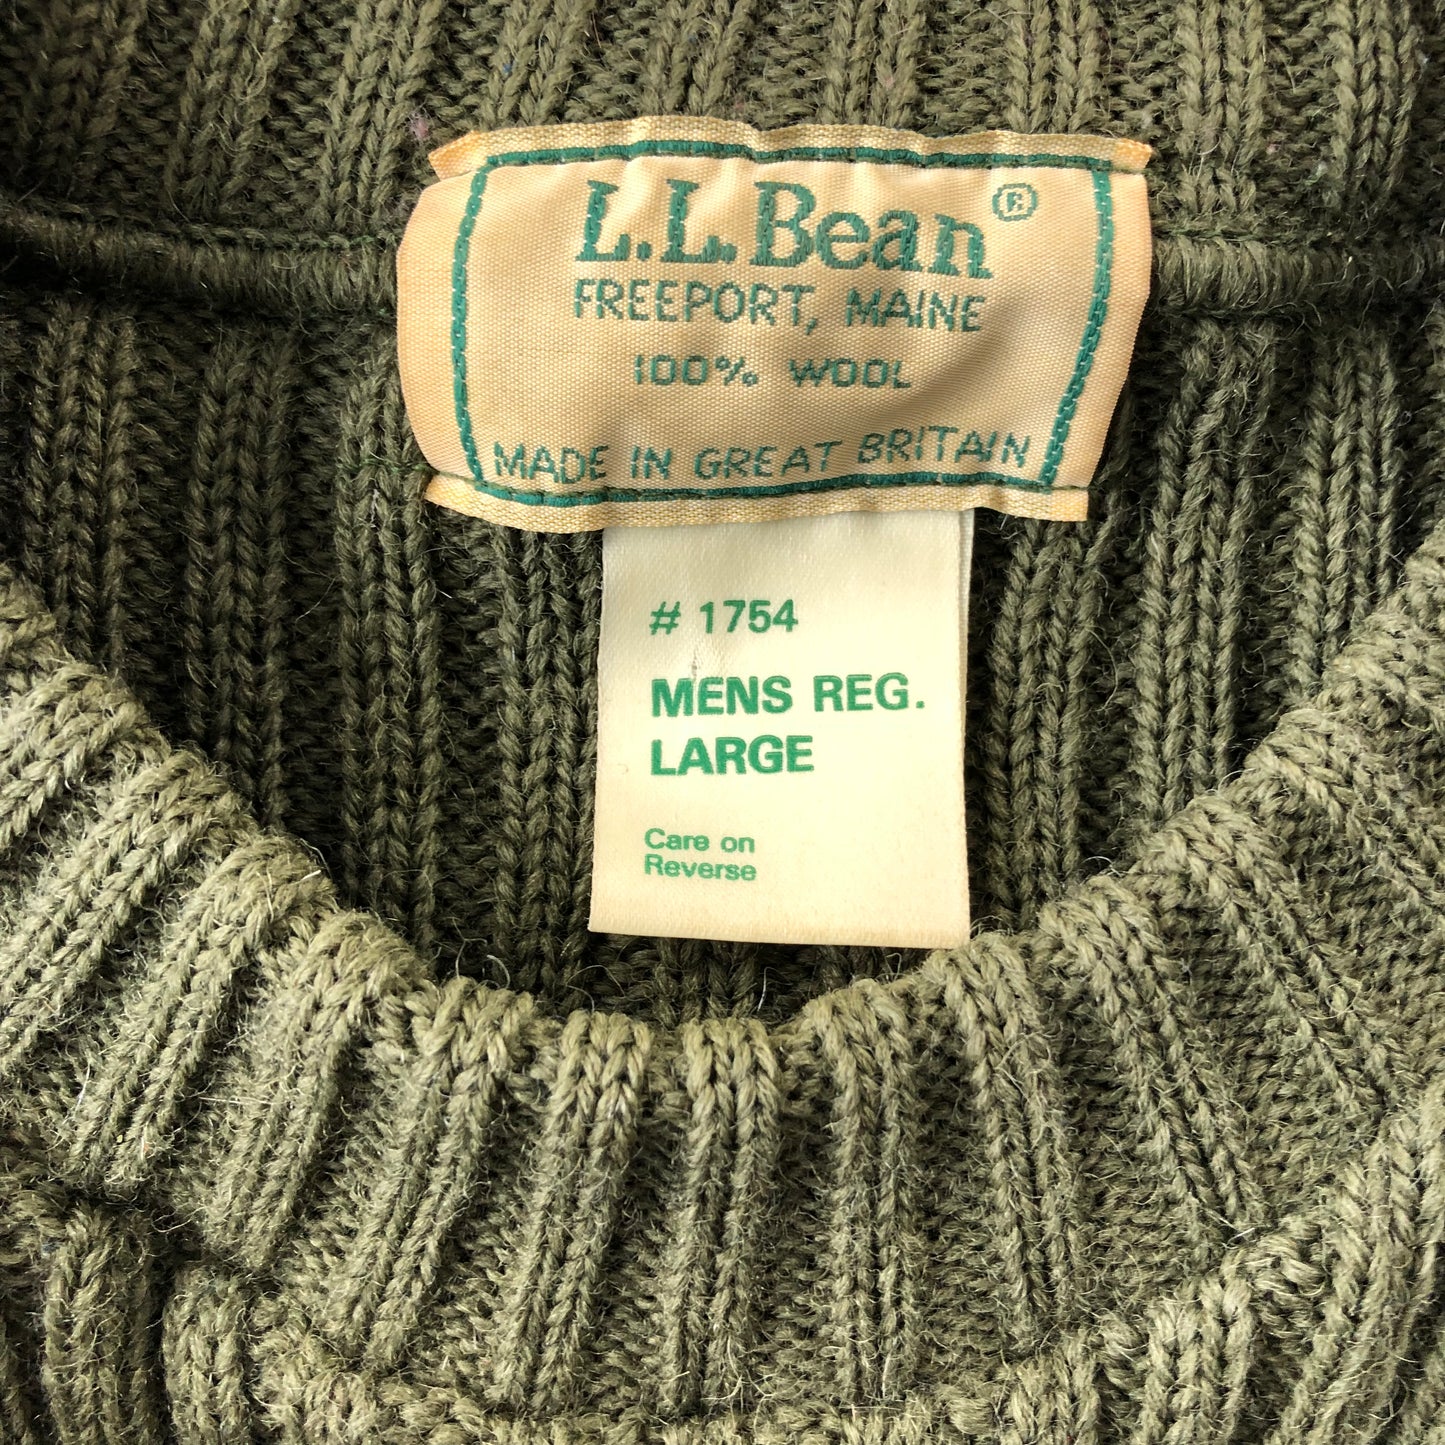 L.L.Bean®
FREEPORT, MAINE
100% WOOL
MADE IN GREAT BRITAIN
# 1754
MENS REG.
LARGE
Care on
Reverse